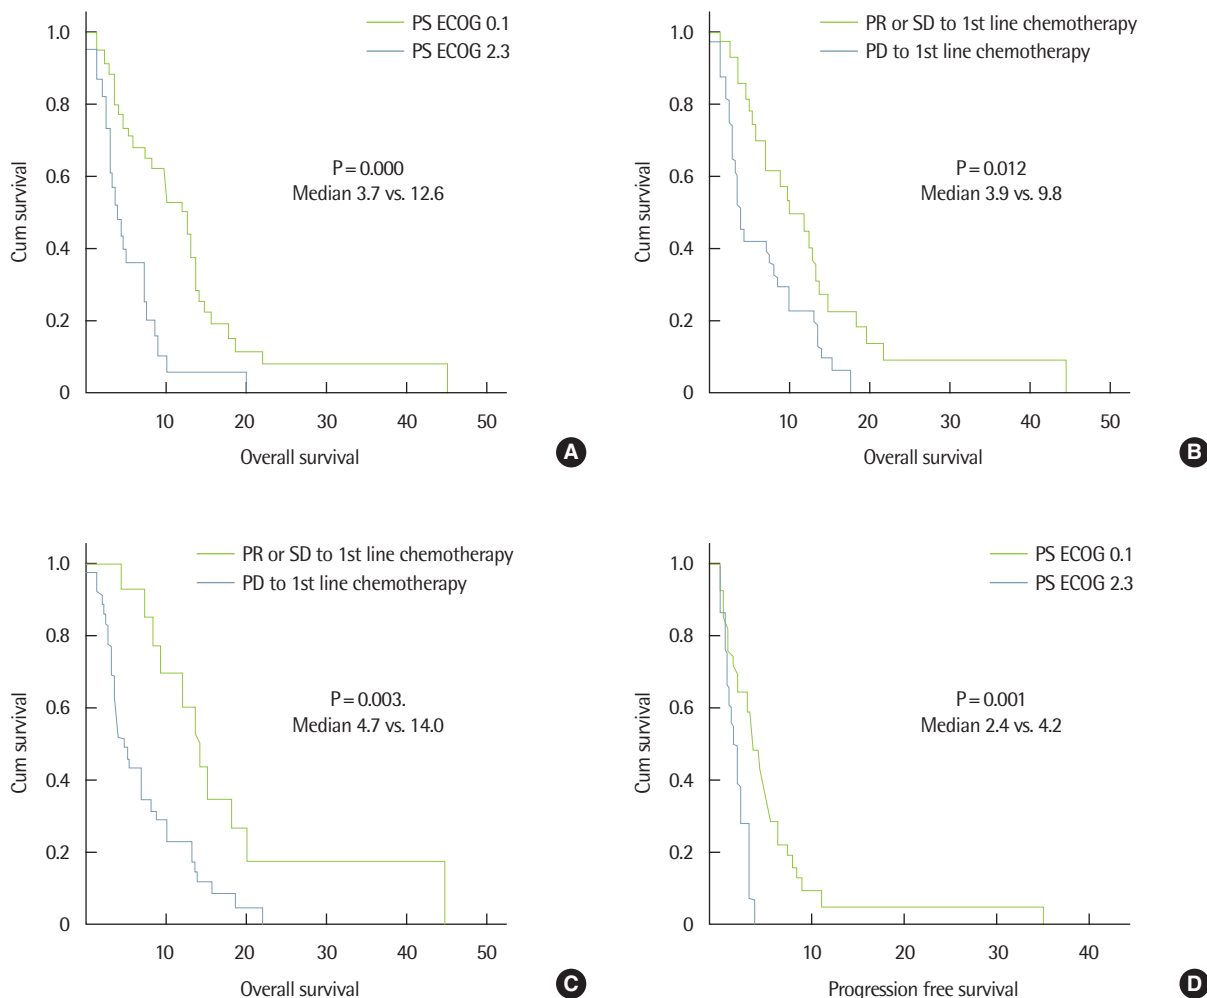 PS ECOG 0.1
PS ECOG 2.3
1.0
0.8
0.6
0.4
0.2
0
Cum survival
P = 0.000
Median 3.7 vs. 12.6
10 20 30 40 50
Overall survival
A
PR or SD to 1st line chemotherapy
PD to 1st line chemotherapy
1.0
0.8
0.6
0.4
0.2
0
Cum survival
P = 0.012
Median 3.9 vs. 9.8
10 20 30 40 50
Overall survival
B
PR or SD to 1st line chemotherapy
PD to 1st line chemotherapy
1.0
0.8
0.6
0.4
0.2
0
Cum survival
P = 0.003.
Median 4.7 vs. 14.0
10 20 30 40 50
Overall survival
C
PS ECOG 0.1
PS ECOG 2.3
1.0
0.8
0.6
0.4
0.2
0
Cum survival
P = 0.001
Median 2.4 vs. 4.2
10 20 30 40
Progression free survival
D